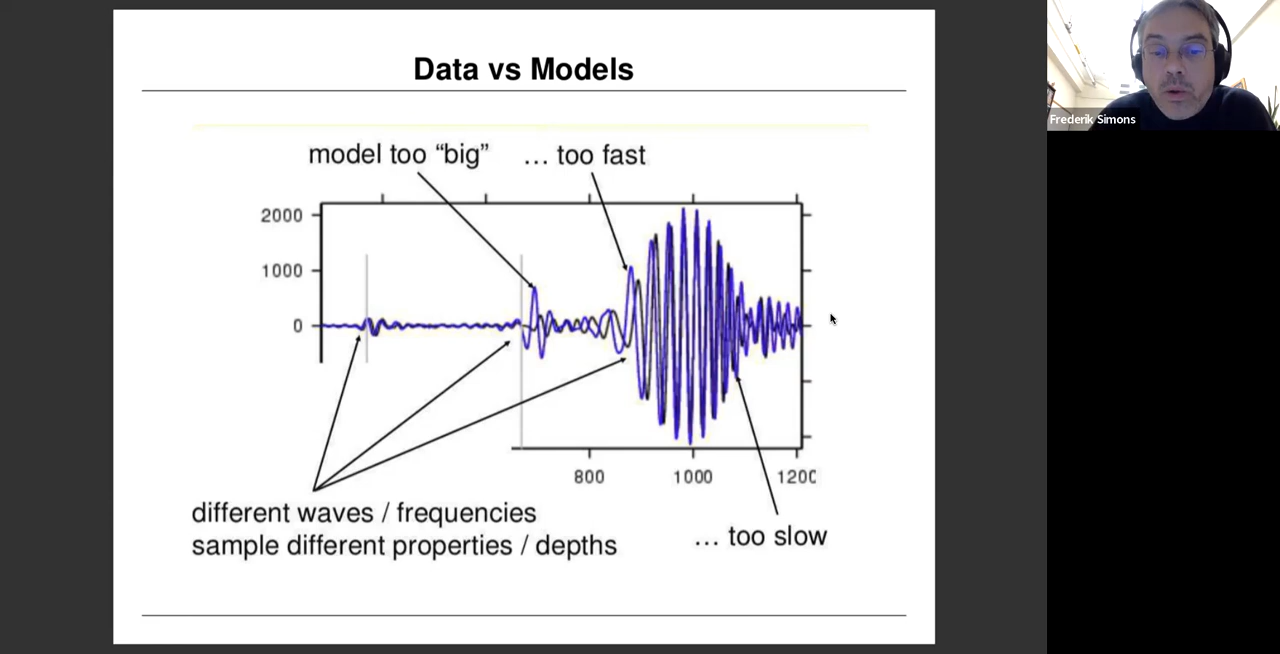 Data vs Models
Frederik Simons
model too “big” … too fast
2000
1000
0
800 1000 120
different waves / frequencies
sample different properties / depths
… too slow